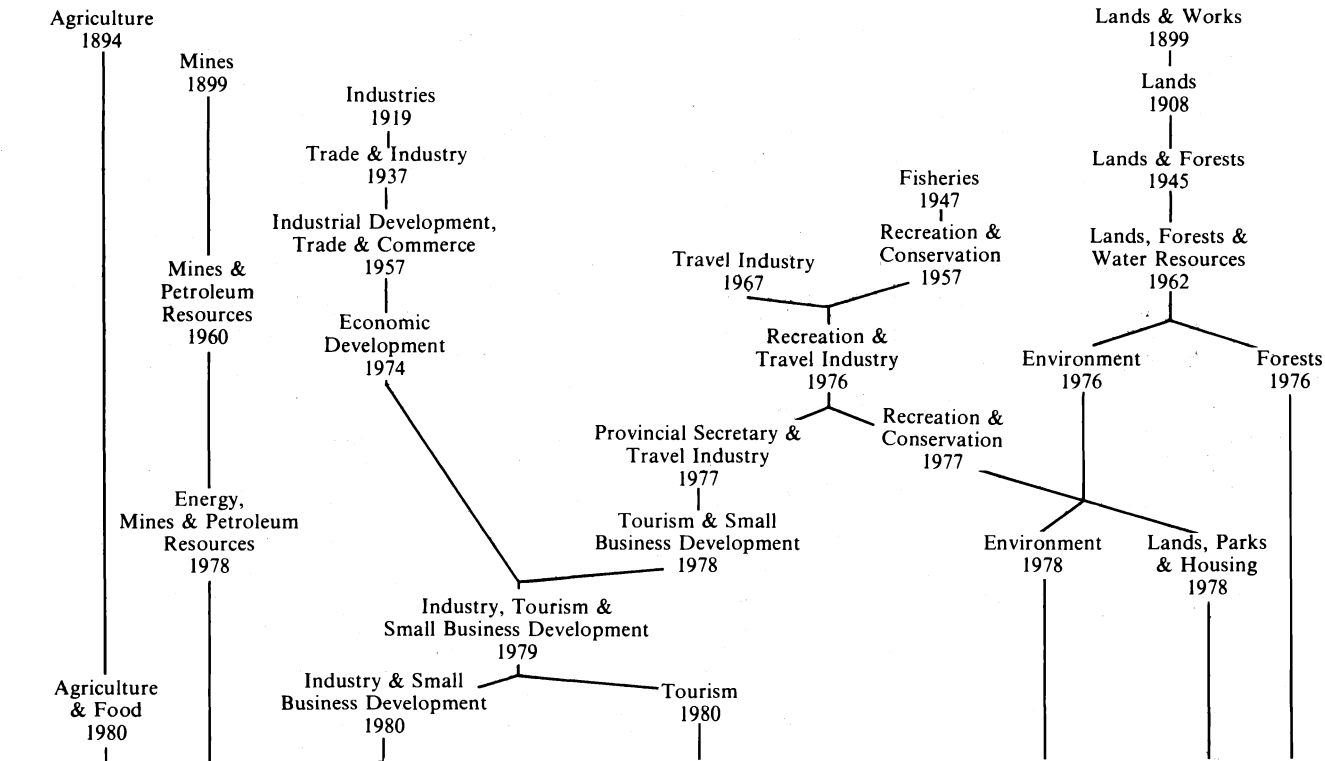 Agriculture
1894
Mines
1899
Mines &
Petroleum
Resources
1960
Energy,
Mines & Petroleum
Resources
1978
Agriculture
& Food
1980
Industries
1919
Trade & Industry
1937
Industrial Development,
Trade & Commerce
1957
Economic
Development
1974
Travel Industry
1967
Fisheries
1947
Recreation &
Conservation
1957
Recreation &
Travel Industry
1976
Provincial Secretary &
Travel Industry
1977
Recreation &
Conservation
1977
Tourism & Small
Business Development
1978
Industry, Tourism &
Small Business Development
1979
Industry & Small
Business Development
1980
Tourism
1980
Lands & Works
1899
Lands
1908
Lands & Forests
1945
Lands, Forests &
Water Resources
1962
Environment
1976
Forests
1976
Environment
1978
Lands, Parks
& Housing
1978